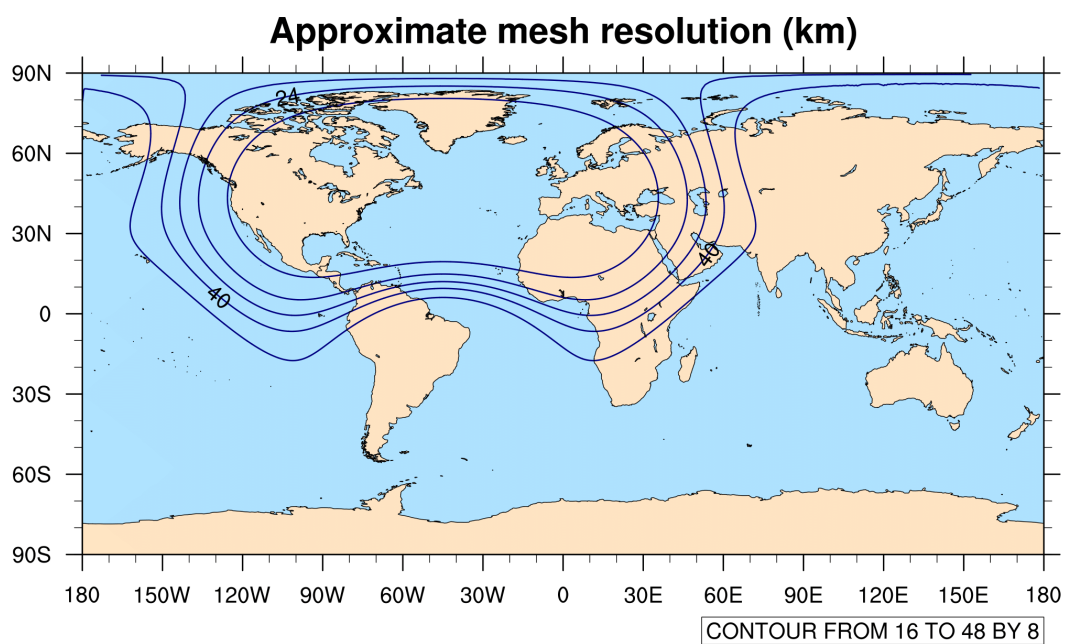 Approximate mesh resolution (km)
90N
24
60N
30N
40
40
0
30S
60S
90S
180 150W 120W 90W 60W 30W 0 30E 60E 90E 120E 150E 180
CONTOUR FROM 16 TO 48 BY 8